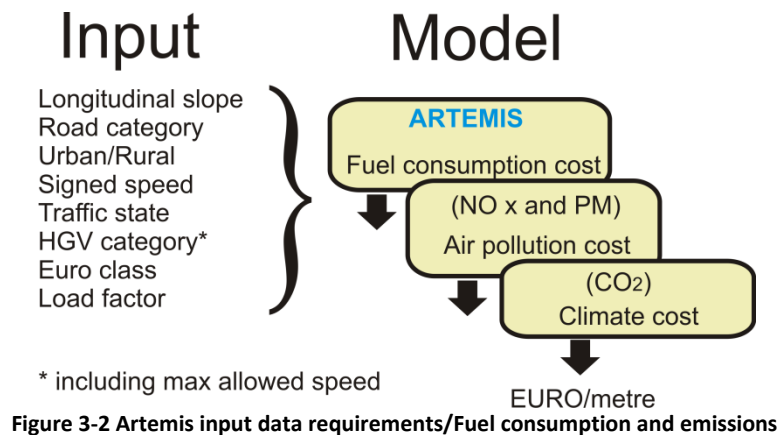 Input
Longitudinal slope
Road category
Urban/Rural
Signed speed
Traffic state
HGV category*
Euro class
Load factor
* including max allowed speed
Model
ARTEMIS
Fuel consumption cost
(NO x and PM)
Air pollution cost
(CO2)
Climate cost
EURO/metre
Figure 3-2 Artemis input data requirements/Fuel consumption and emissions